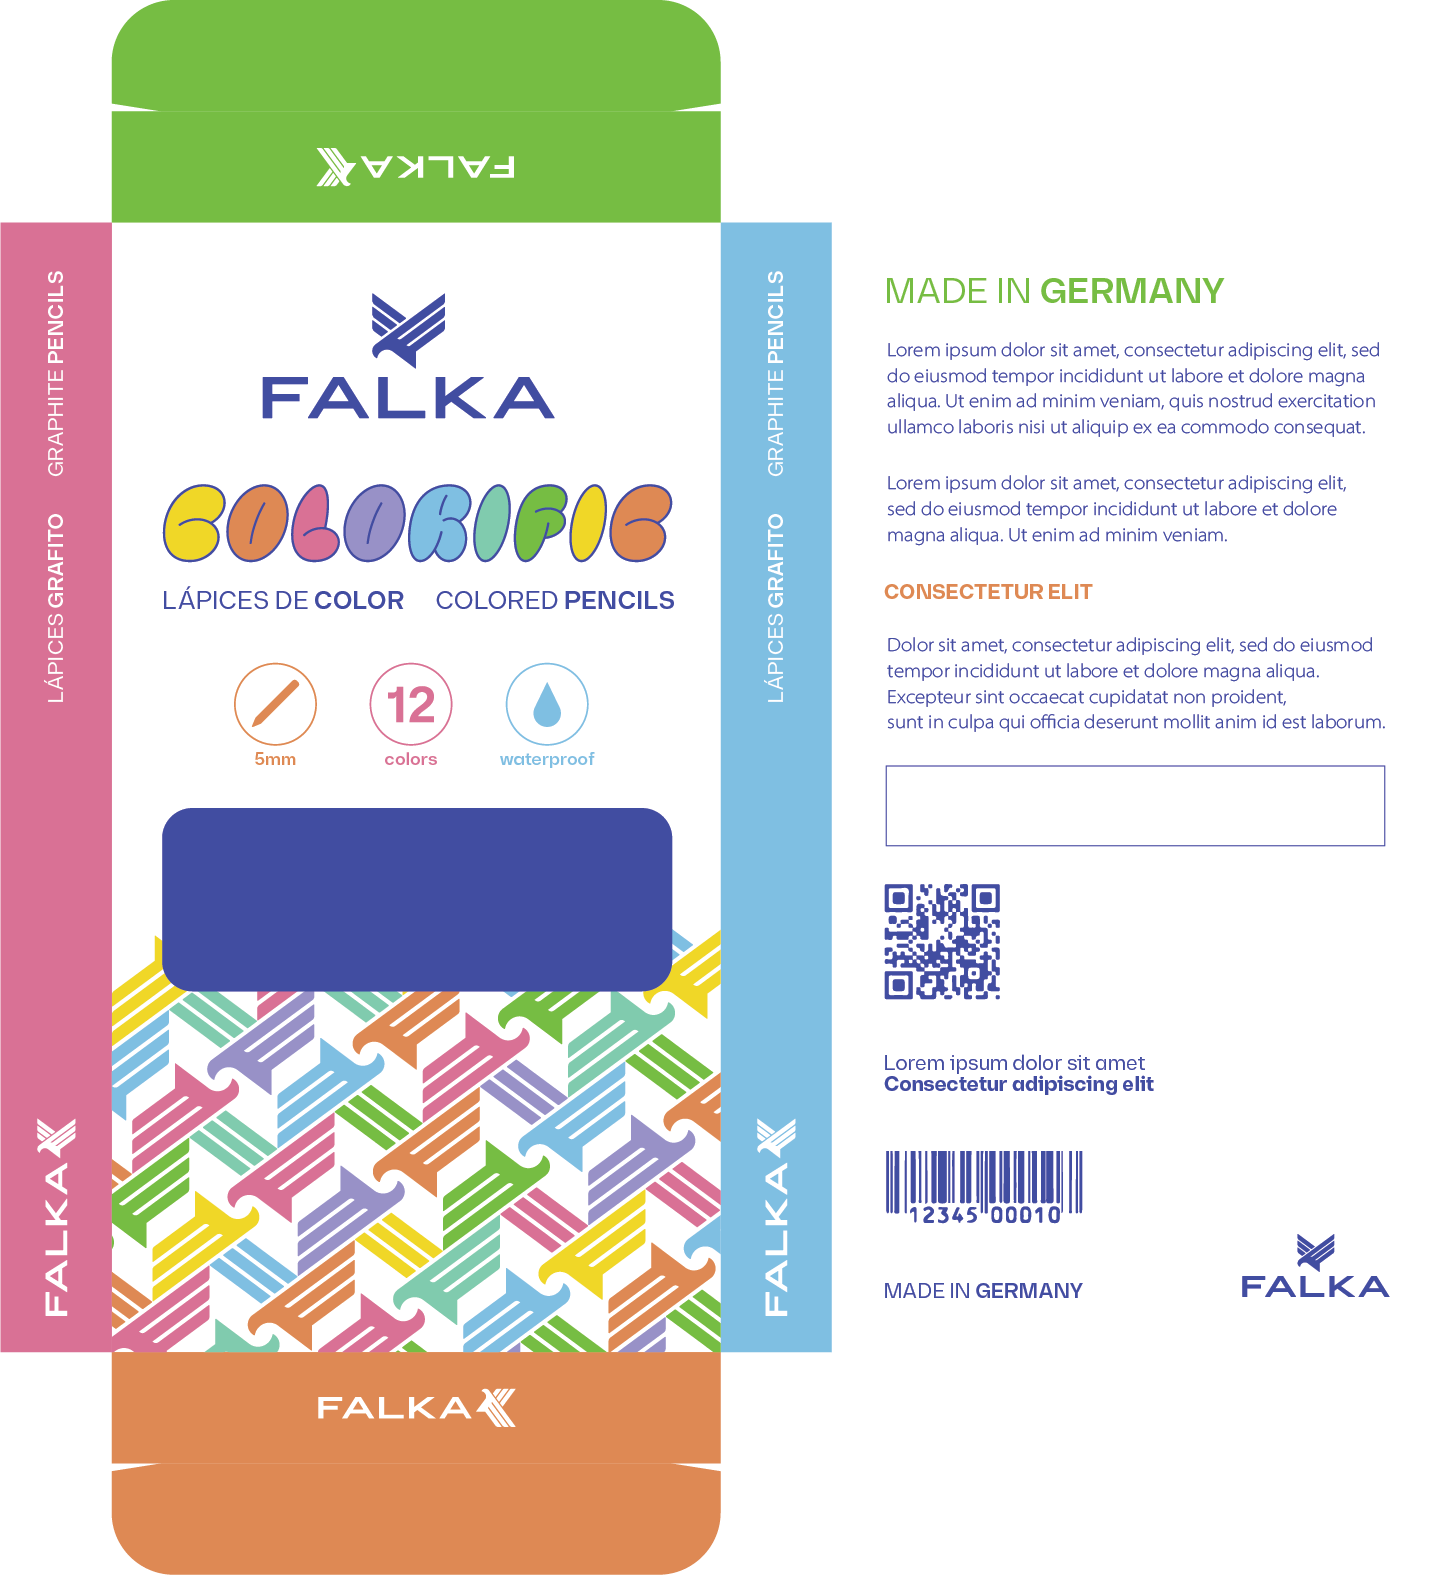 FALKA
GRAPHITE PENCILS
LÁPICES GRAFITO
FALKA
FALKA
COLORIFIC
LÁPICES DE COLOR COLORED PENCILS
12
5mm
colors
waterproof
FALKA
GRAPHITE PENCILS
LÁPICES GRAFITO
FALKA
MADE IN GERMANY
Lorem ipsum dolor sit amet, consectetur adipiscing elit, sed
do eiusmod tempor incididunt ut labore et dolore magna
aliqua. Ut enim ad minim veniam, quis nostrud exercitation
ullamco laboris nisi ut aliquip ex ea commodo consequat.
Lorem ipsum dolor sit amet, consectetur adipiscing elit,
sed do eiusmod tempor incididunt ut labore et dolore
magna aliqua. Ut enim ad minim veniam.
CONSECTETUR ELIT
Dolor sit amet, consectetur adipiscing elit, sed do eiusmod
tempor incididunt ut labore et dolore magna aliqua.
Excepteur sint occaecat cupidatat non proident,
sunt in culpa qui officia deserunt mollit anim id est laborum.
Lorem ipsum dolor sit amet
Consectetur adipiscing elit
12345 00010
MADE IN GERMANY
FALKA